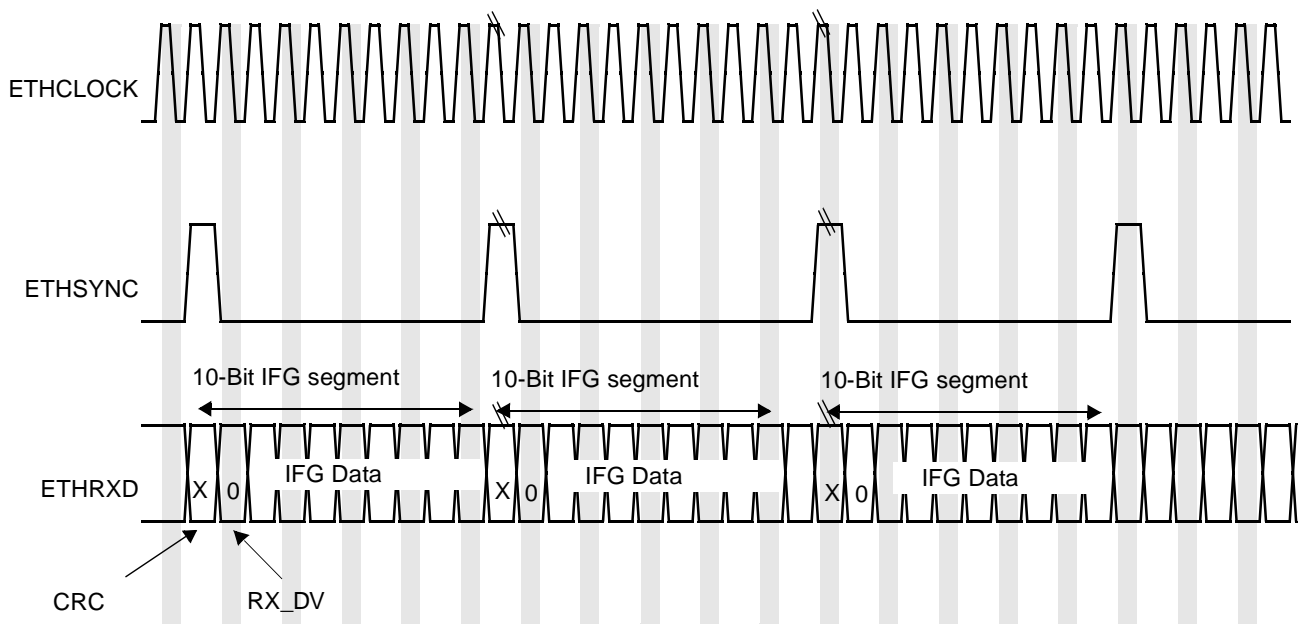 ETHCLOCK
ETHSYNC
10-Bit IFG segment
10-Bit IFG segment
10-Bit IFG segment
ETHRXD
X
0
IFG Data
X
0
IFG Data
X
0
IFG Data
CRC
RX_DV